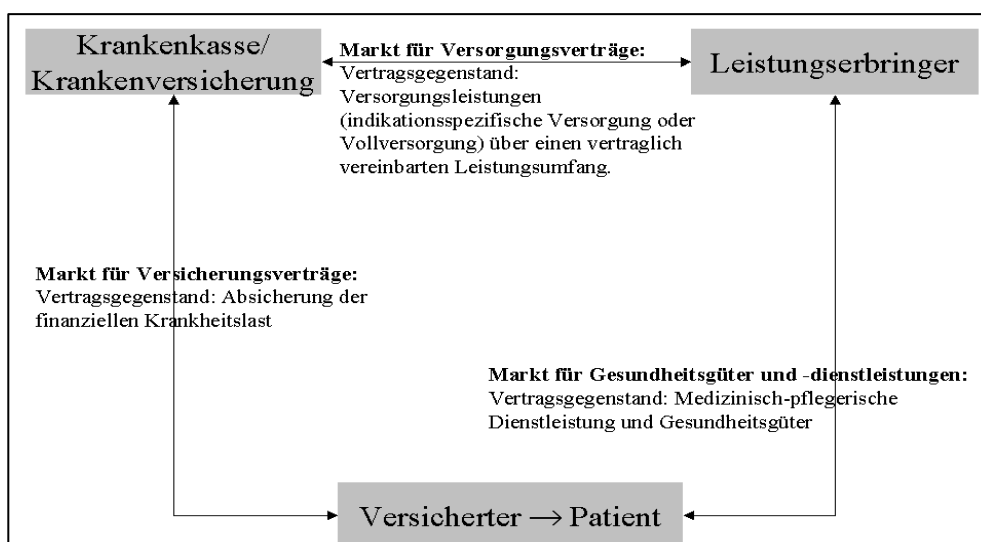 Krankenkasse/
Krankenversicherung
Markt für Versorgungsverträge:
Vertragsgegenstand:
Versorgungsleistungen
(indikationsspezifische Versorgung oder
Vollversorgung) über einen vertraglich
vereinbarten Leistungsumfang.
Leistungserbringer
Markt für Versicherungsverträge:
Vertragsgegenstand: Absicherung der
finanziellen Krankheitslast
Markt für Gesundheitsgüter und -dienstleistungen:
Vertragsgegenstand: Medizinisch-pflegerische
Dienstleistung und Gesundheitsgüter
Versicherter → Patient